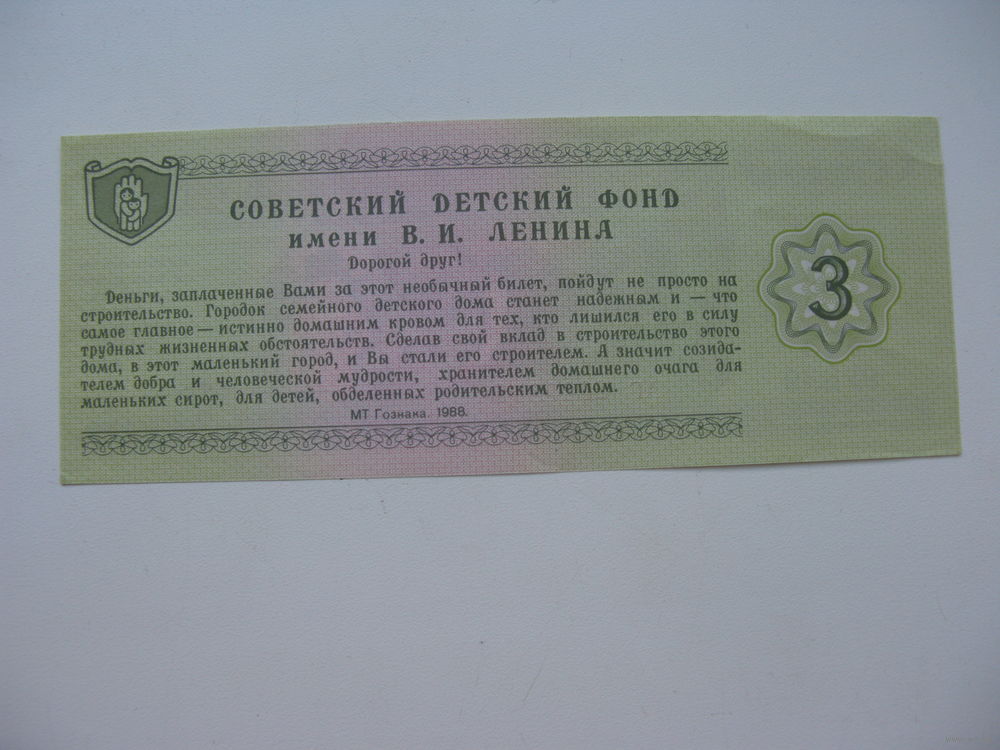 СОВЕТСКИЙ ДЕТСКИЙ ФОНД
имени В. И. ЛЕНИНА
Дорогой друг!
Деньги, заплаченные Вами за этот необычный билет, пойдут не просто на
строительство. Городок семейного детского дома станет надежным и — что
самое главное — истинно домашним кровом для тех, кто лишился его в силу
трудных жизненных обстоятельств. Сделав свой вклад в строительство этого
дома, в этот маленький город, и Вы стали его строителем. А значит созида-
телем добра и человеческой мудрости, хранителем домашнего очага для
маленьких сирот, для детей, обделенных родительским теплом.
МТ Гознака. 1988.
3